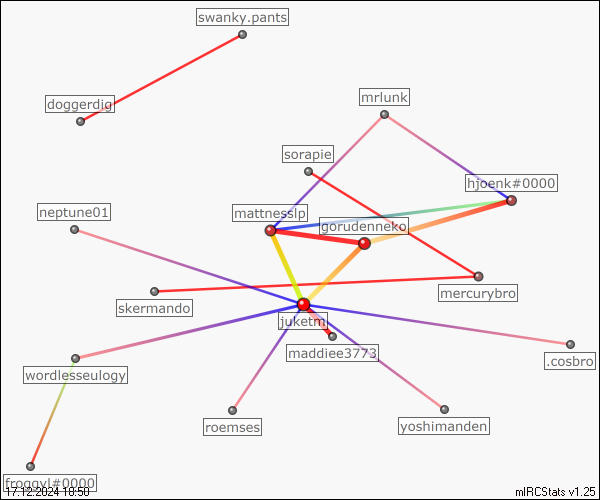 swanky.pants
doggerdig
mrlunk
sorapie
hjoenk#0000
neptune01
mattnesslp
gorudenneko
skermando
mercurybro
juketm
maddiee3773
.cosbro
wordlesseulogy
roemses
yoshimanden
froggyl#0000
17.12.2024 18:50
mIRCStats v1.25